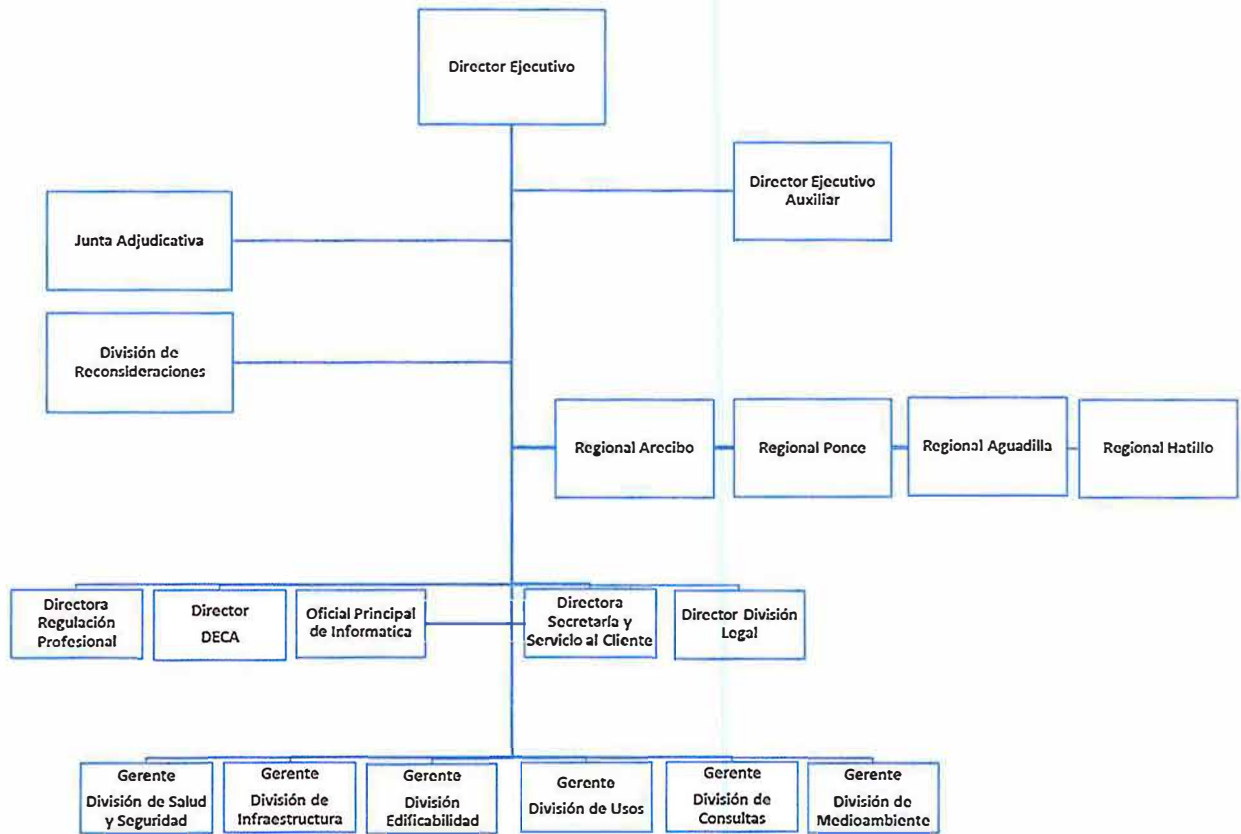 Director Ejecutivo
Director Ejecutivo
Auxiliar
Junta Adjudicativa
División de
Reconsideraciones
Regional Arecibo
Regional Ponce
Regional Aguadilla
Regional Hatillo
Directora
Regulación
Profesional
Director
DECA
Oficial Principal
de Informatica
Directora
Secretaría y
Servicio al Cliente
Director División
Legal
Gerente
División de Salud
y Seguridad
Gerente
División de
Infraestructura
Gerente
División
Edificabilidad
Gerente
División de Usos
Gerente
División de
Consultas
Gerente
División de
Medioambiente